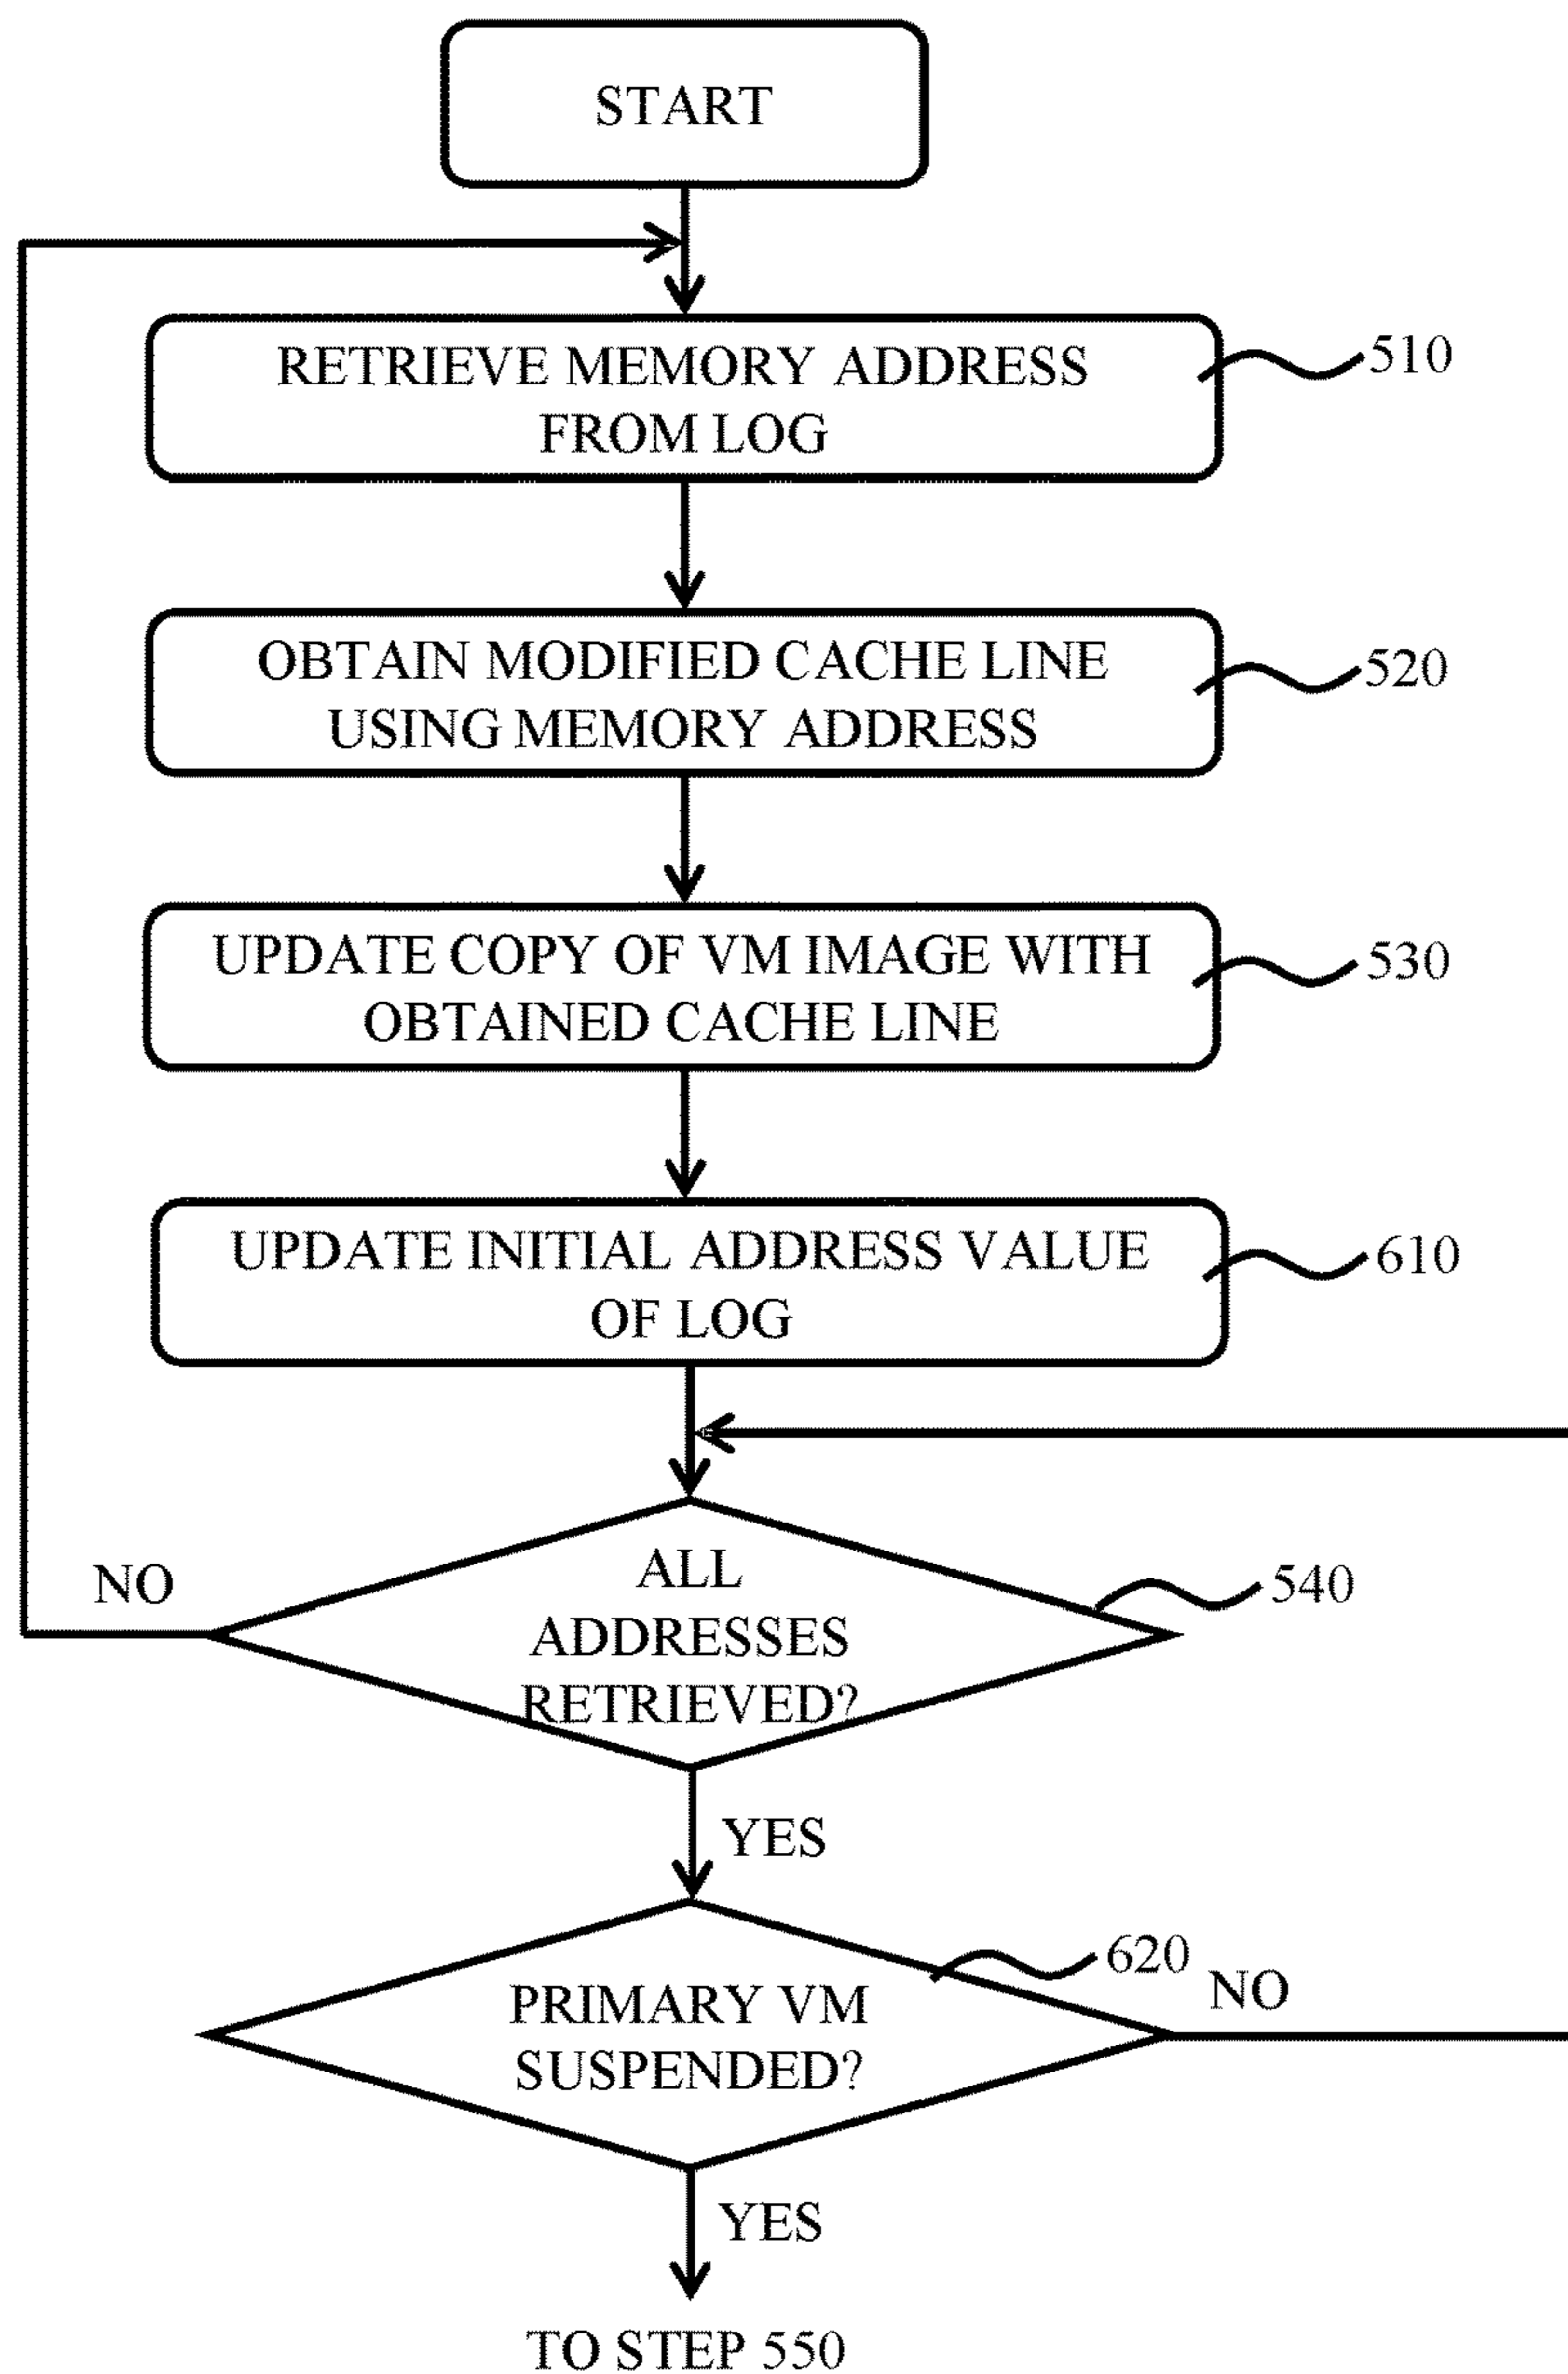 START
RETRIEVE MEMORY ADDRESS
FROM LOG
510
OBTAIN MODIFIED CACHE LINE
USING MEMORY ADDRESS
520
UPDATE COPY OF VM IMAGE WITH
OBTAINED CACHE LINE
530
UPDATE INITIAL ADDRESS VALUE
OF LOG
610
NO
ALL
ADDRESSES
RETRIEVED?
540
YES
PRIMARY VM
SUSPENDED?
620
NO
YES
TO STEP 550